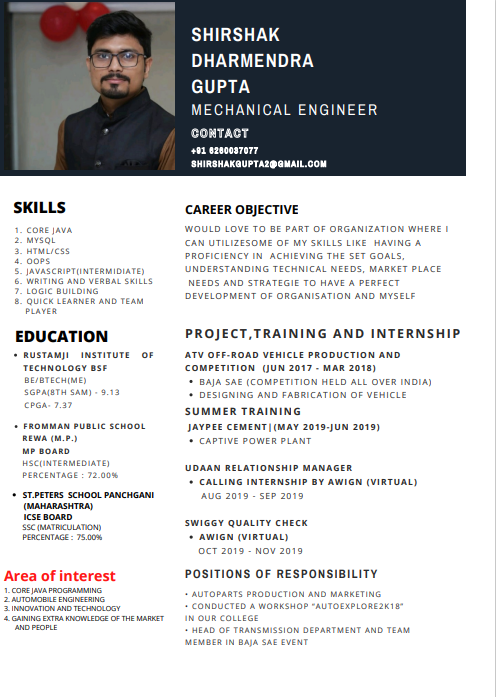 SHIRSHAK
DHARMENDRA
GUPTA
MECHANICAL ENGINEER
CONTACT
+91 6260037077
SHIRSHAKGUPTA2@GMAIL.COM
SKILLS
1. CORE JAVA
2. MYSQL
3. HTML/CSS
4. OOPS
5. JAVASCRIPT(INTERMIDIATE)
6. WRITING AND VERBAL SKILLS
7. LOGIC BUILDING
8. QUICK LEARNER AND TEAM
PLAYER
EDUCATION
• RUSTAMJI INSTITUTE OF
TECHNOLOGY BSF
BE/BTECH(ME)
SGPA(8TH SAM) - 9.13
CPGA- 7.37
• FROMMAN PUBLIC SCHOOL
REWA (M.P.)
MP BOARD
HSC(INTERMEDIATE)
PERCENTAGE : 72.00%
• ST.PETERS SCHOOL PANCHGANI
(MAHARASHTRA)
ICSE BOARD
SSC (MATRICULATION)
PERCENTAGE : 75.00%
Area of interest
1. CORE JAVA PROGRAMMING
2. AUTOMOBILE ENGINEERING
3. INNOVATION AND TECHNOLOGY
4. GAINING EXTRA KNOWLEDGE OF THE MARKET
AND PEOPLE
CAREER OBJECTIVE
WOULD LOVE TO BE PART OF ORGANIZATION WHERE I
CAN UTILIZESOME OF MY SKILLS LIKE HAVING A
PROFICIENCY IN ACHIEVING THE SET GOALS,
UNDERSTANDING TECHNICAL NEEDS, MARKET PLACE
NEEDS AND STRATEGIE TO HAVE A PERFECT
DEVELOPMENT OF ORGANISATION AND MYSELF
PROJECT,TRAINING AND INTERNSHIP
ATV OFF-ROAD VEHICLE PRODUCTION AND
COMPETITION (JUN 2017 - MAR 2018)
• BAJA SAE (COMPETITION HELD ALL OVER INDIA)
• DESIGNING AND FABRICATION OF VEHICLE
SUMMER TRAINING
JAYPEE CEMENT|(MAY 2019-JUN 2019)
• CAPTIVE POWER PLANT
UDAAN RELATIONSHIP MANAGER
• CALLING INTERNSHIP BY AWIGN (VIRTUAL)
AUG 2019 - SEP 2019
SWIGGY QUALITY CHECK
• AWIGN (VIRTUAL)
OCT 2019 - NOV 2019
POSITIONS OF RESPONSIBILITY
• AUTOPARTS PRODUCTION AND MARKETING
• CONDUCTED A WORKSHOP "AUTOEXPLORE2K18"
IN OUR COLLEGE
• HEAD OF TRANSMISSION DEPARTMENT AND TEAM
MEMBER IN BAJA SAE EVENT